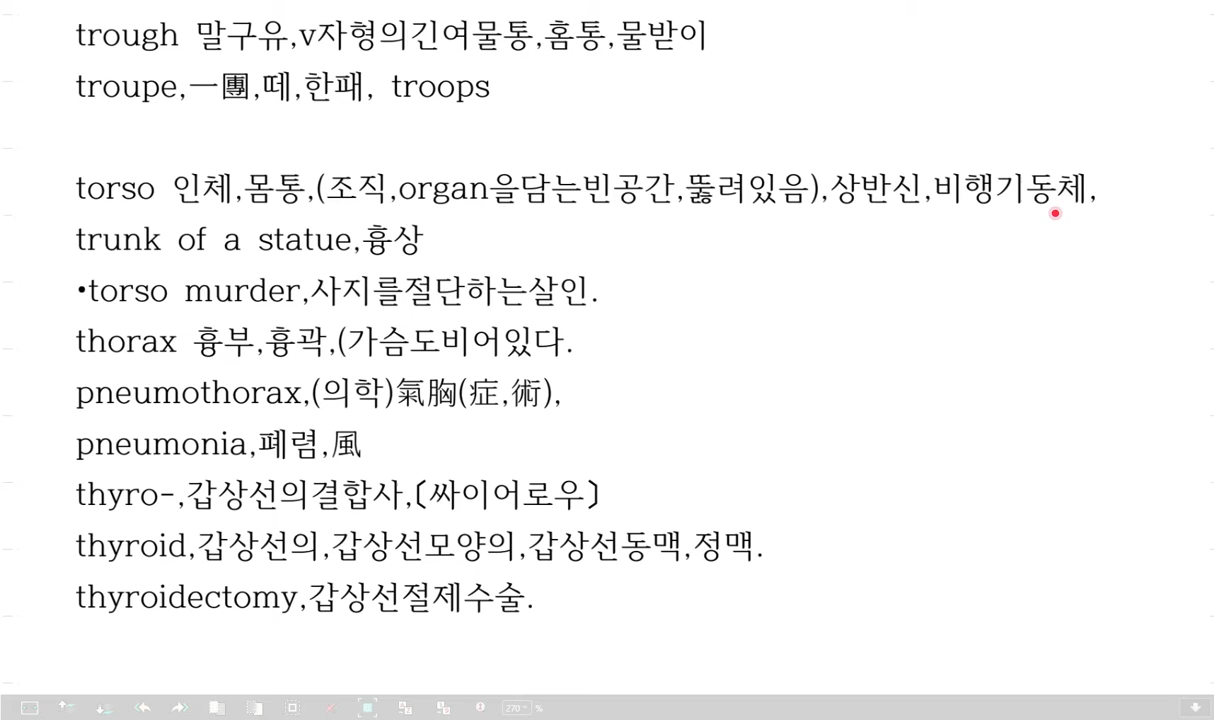 trough 말구유,v자형의긴여물통,홈통,물받이
troupe,一團,떼,한패, troops
torso 인체,몸통,(조직,organ을담는빈공간,뚫려있음),상반신,비행기동체,
trunk of a statue,흉상
•torso murder,사지를절단하는살인.
thorax 흉부,흉곽,(가슴도비어있다.
pneumothorax,(의학)氣胸(症,術),
pneumonia,폐렴,風
thyro-,갑상선의결합사,〔싸이어로우〕
thyroid,갑상선의,갑상선모양의,갑상선동맥,정맥.
thyroidectomy,갑상선절제수술.
270 %